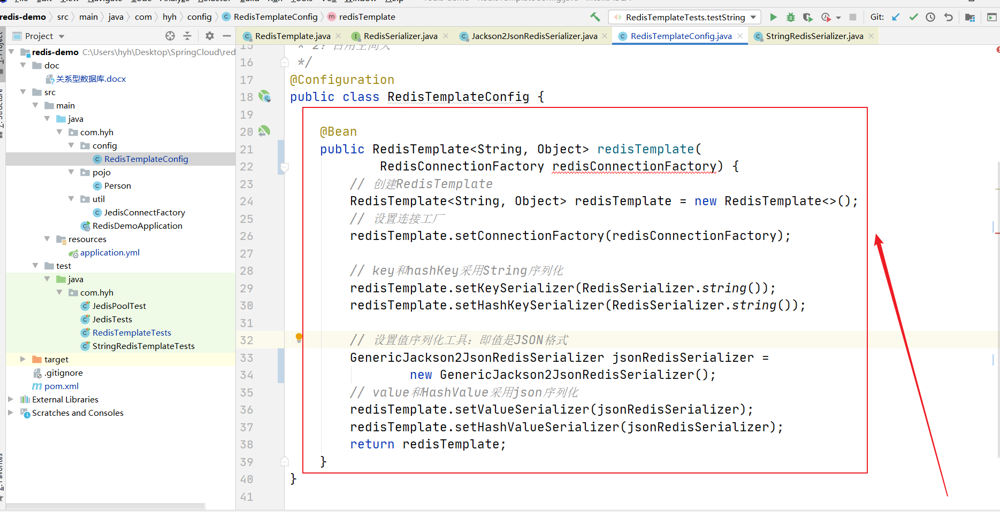 redis-demo src main java com hyh config RedisTemplateConfig redisTemplate
RedisTemplateTests.testString
Git:
Project
RedisTemplate.java
RedisSerializer.java
Jackson2JsonRedisSerializer.java
RedisTemplateConfig.java
StringRedisSerializer.java
redis-demo C:\Users\hyh\Desktop\SpringCloud\red
doc
关系型数据库.docx
src
main
java
com.hyh
config
RedisTemplateConfig
pojo
Person
util
JedisConnectFactory
RedisDemoApplication
resources
application.yml
test
java
com.hyh
JedisPoolTest
JedisTests
RedisTemplateTests
StringRedisTemplateTests
target
.gitignore
pom.xml
External Libraries
Scratches and Consoles
15
16 */
17 @Configuration
18 public class RedisTemplateConfig {
19
20 @Bean
21 public RedisTemplate<String, Object> redisTemplate(
22 RedisConnectionFactory redisConnectionFactory) {
23 // 创建RedisTemplate
24 RedisTemplate<String, Object> redisTemplate = new RedisTemplate<>();
25 // 设置连接工厂
26 redisTemplate.setConnectionFactory(redisConnectionFactory);
27
28 // key和hashKey采用String序列化
29 redisTemplate.setKeySerializer(RedisSerializer.string());
30 redisTemplate.setHashKeySerializer(RedisSerializer.string());
31
32 // 设置值序列化工具：即值是JSON格式
33 GenericJackson2JsonRedisSerializer jsonRedisSerializer =
34 new GenericJackson2JsonRedisSerializer();
35 // value和HashValue采用json序列化
36 redisTemplate.setValueSerializer(jsonRedisSerializer);
37 redisTemplate.setHashValueSerializer(jsonRedisSerializer);
38 return redisTemplate;
39 }
40 }
41